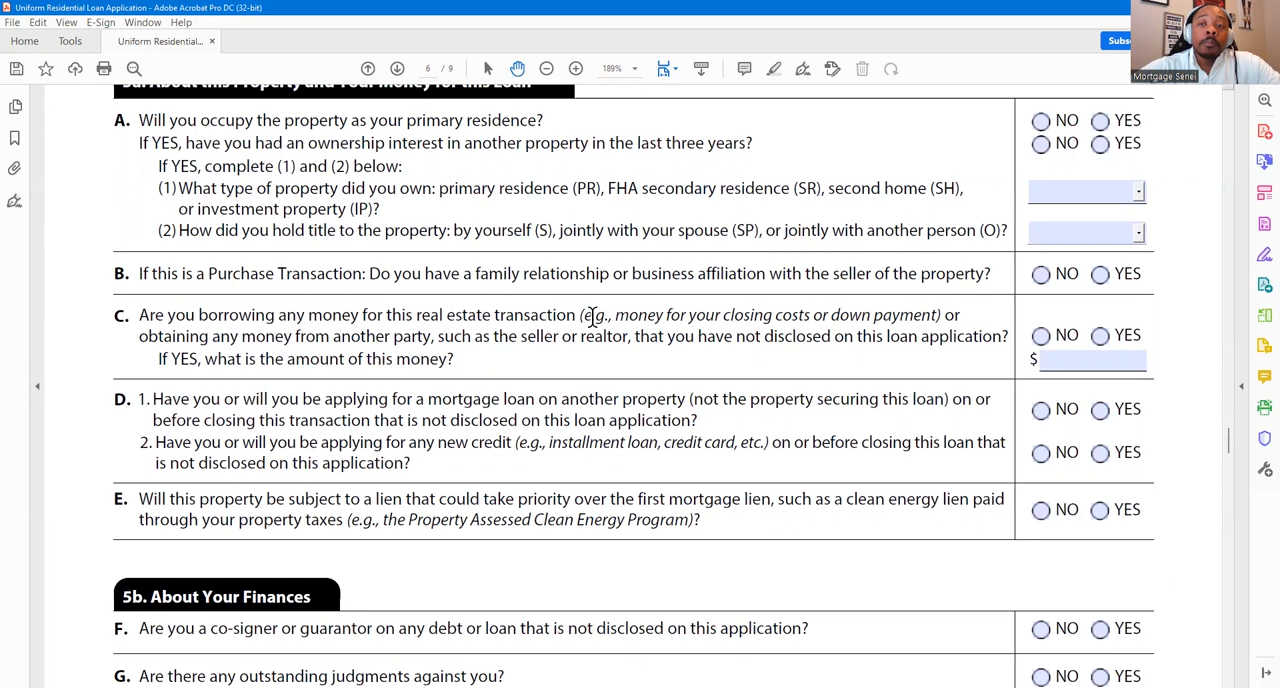 Uniform Residential Loan Application - Adobe Acrobat Pro DC (32-bit)
File Edit View E-Sign Window Help
Home Tools Uniform Residential... × Subs
6 / 9 189%
Mortgage Sensei
5a. About this Property and Your Money for this Loan
A. Will you occupy the property as your primary residence? NO YES
If YES, have you had an ownership interest in another property in the last three years? NO YES
If YES, complete (1) and (2) below:
(1) What type of property did you own: primary residence (PR), FHA secondary residence (SR), second home (SH),
or investment property (IP)?
(2) How did you hold title to the property: by yourself (S), jointly with your spouse (SP), or jointly with another person (O)?
B. If this is a Purchase Transaction: Do you have a family relationship or business affiliation with the seller of the property? NO YES
C. Are you borrowing any money for this real estate transaction (e.g., money for your closing costs or down payment) or
obtaining any money from another party, such as the seller or realtor, that you have not disclosed on this loan application? NO YES
If YES, what is the amount of this money? $
D. 1. Have you or will you be applying for a mortgage loan on another property (not the property securing this loan) on or
before closing this transaction that is not disclosed on this loan application? NO YES
2. Have you or will you be applying for any new credit (e.g., installment loan, credit card, etc.) on or before closing this loan that
is not disclosed on this application? NO YES
E. Will this property be subject to a lien that could take priority over the first mortgage lien, such as a clean energy lien paid
through your property taxes (e.g., the Property Assessed Clean Energy Program)? NO YES
5b. About Your Finances
F. Are you a co-signer or guarantor on any debt or loan that is not disclosed on this application? NO YES
G. Are there any outstanding judgments against you? NO YES